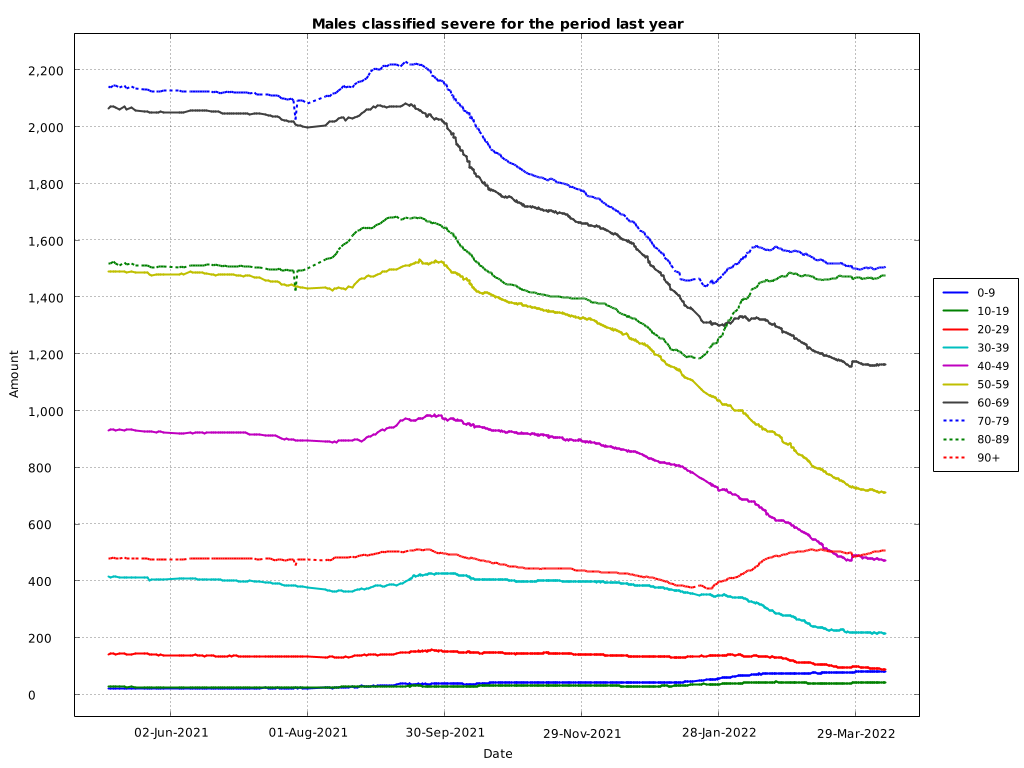 Males classified severe for the period last year
2,200
2,000
1,800
1,600
1,400
1,200
1,000
800
600
400
200
0
Amount
02-Jun-2021
01-Aug-2021
30-Sep-2021
29-Nov-2021
28-Jan-2022
29-Mar-2022
Date
0-9
10-19
20-29
30-39
40-49
50-59
60-69
70-79
80-89
90+